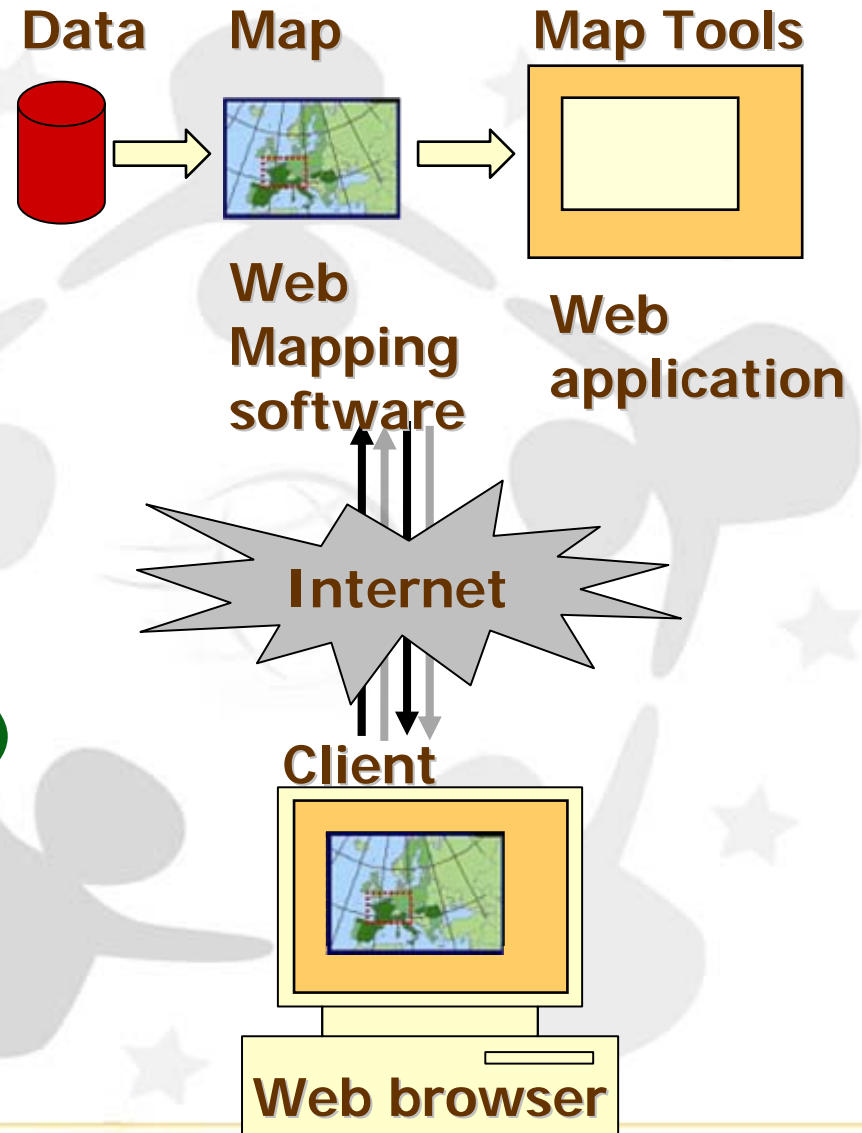 Data
Map
Map Tools
Web
Mapping
software
Web
application
Internet
Client
Web browser